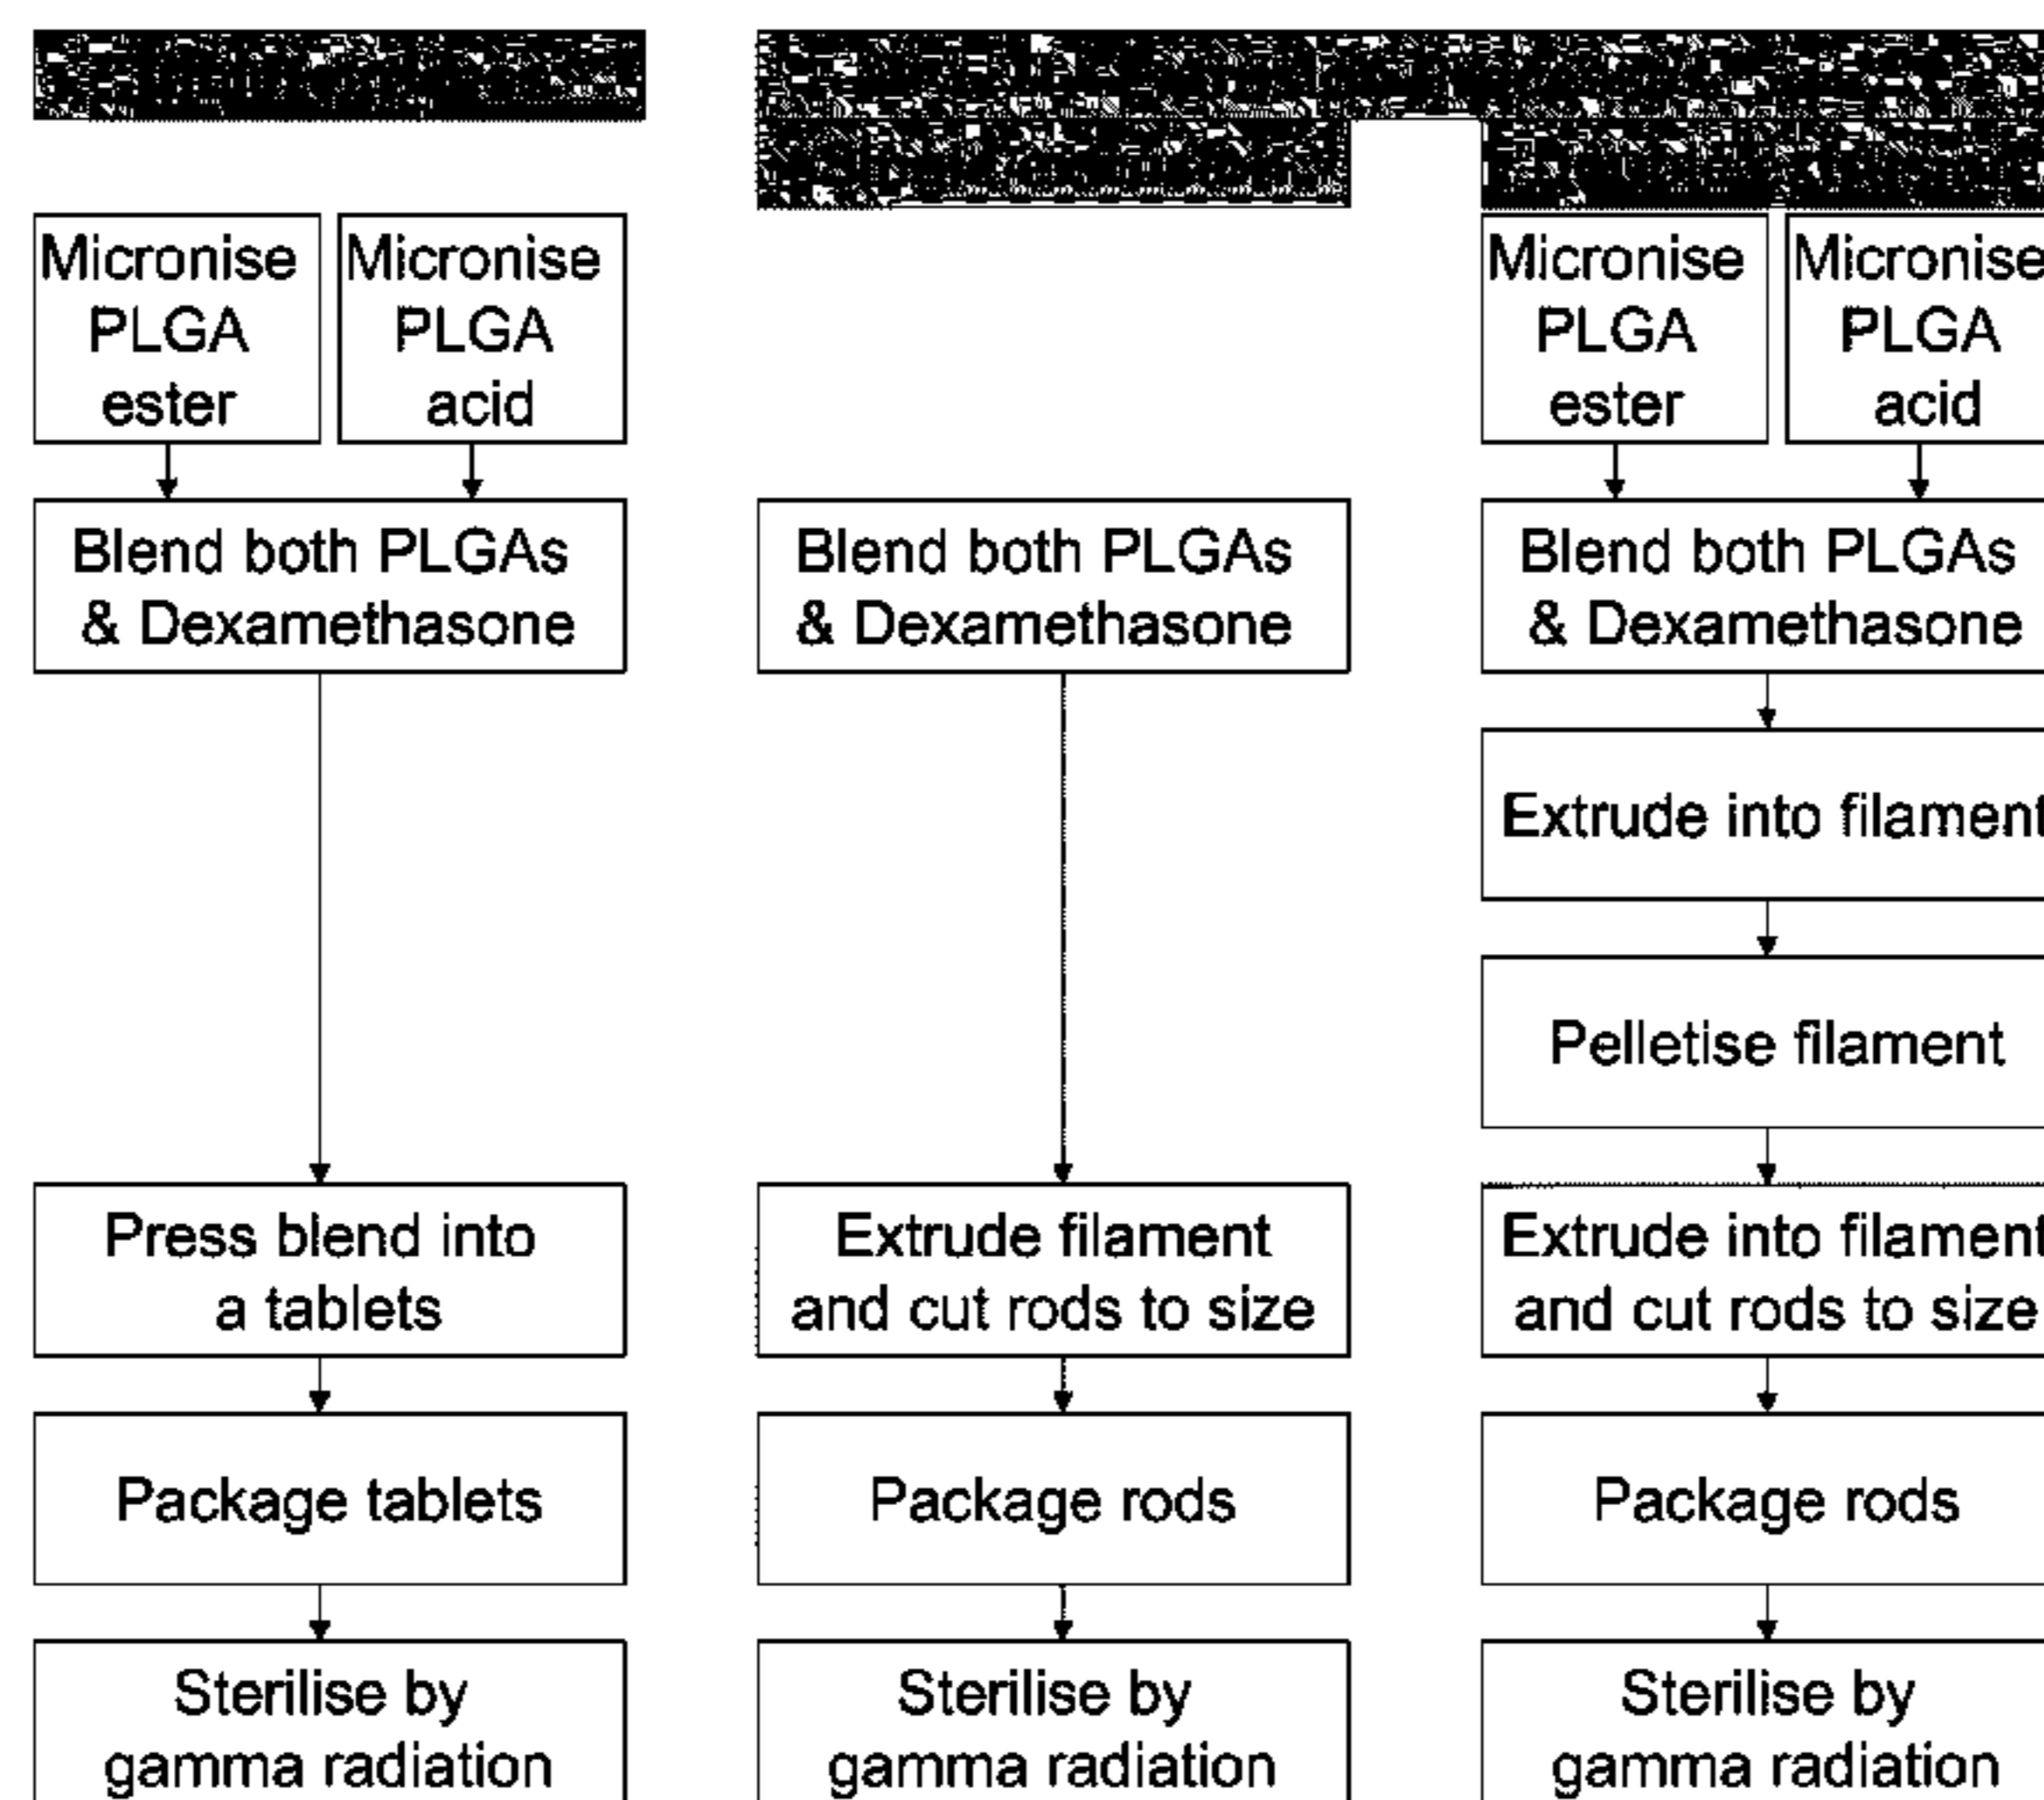 Micronise
PLGA
ester
Micronise
PLGA
acid
Blend both PLGAs
& Dexamethasone
Press blend into
a tablets
Package tablets
Sterilise by
gamma radiation
Blend both PLGAs
& Dexamethasone
Extrude filament
and cut rods to size
Package rods
Sterilise by
gamma radiation
Micronise
PLGA
ester
Micronise
PLGA
acid
Blend both PLGAs
& Dexamethasone
Extrude into filament
Pelletise filament
Extrude into filament
and cut rods to size
Package rods
Sterilise by
gamma radiation